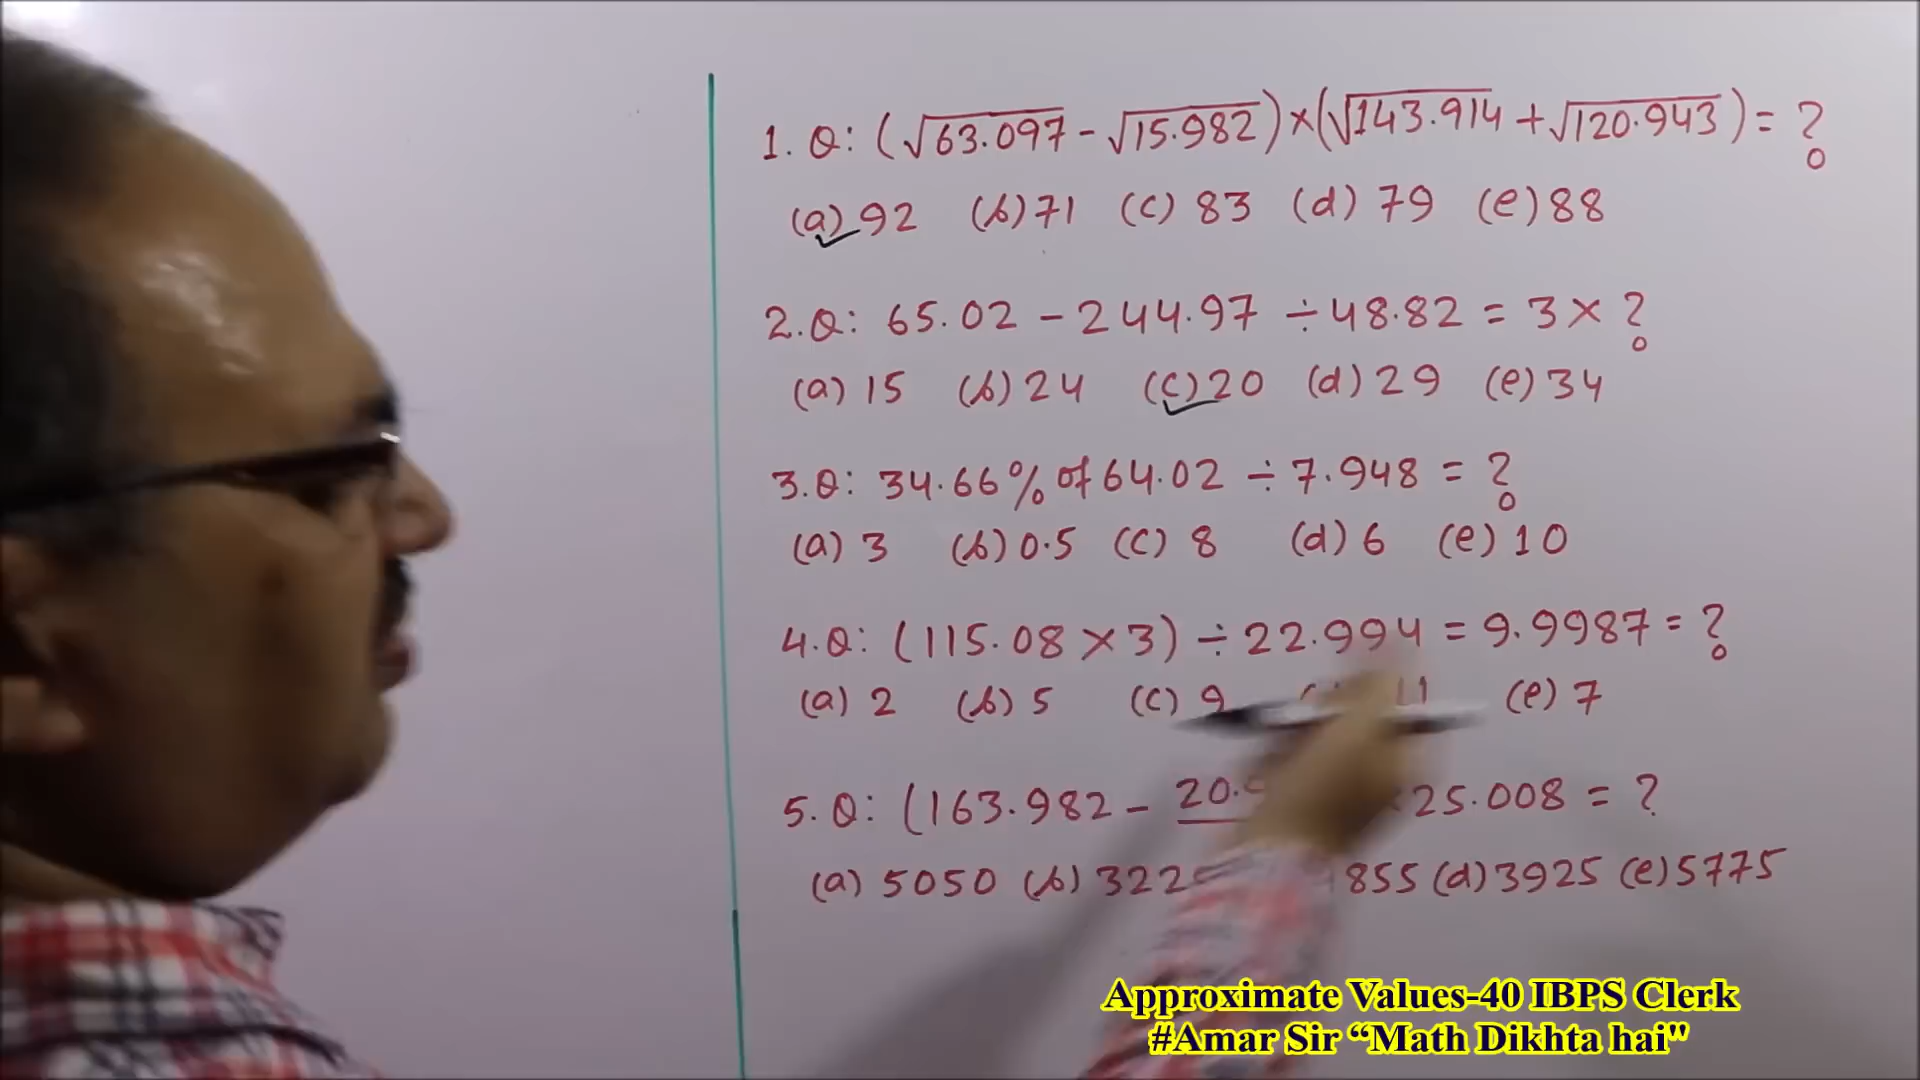 1. Q: (√63.097 - √15.982) × (√143.914 + √120.943) = ?
(a) 92 (b) 71 (c) 83 (d) 79 (e) 88
2. Q: 65.02 - 244.97 ÷ 48.82 = 3 × ?
(a) 15 (b) 24 (c) 20 (d) 29 (e) 34
3. Q: 34.66% of 64.02 ÷ 7.948 = ?
(a) 3 (b) 0.5 (c) 8 (d) 6 (e) 10
4. Q: (115.08 × 3) ÷ 22.994 = 9.9987 = ?
(a) 2 (b) 5 (c) 9 (e) 7
5. Q: (163.982 - 25.008 = ?
(a) 5050 (b) (d) 3925 (e) 5775
Approximate Values-40 IBPS Clerk
#Amar Sir “Math Dikhta hai"